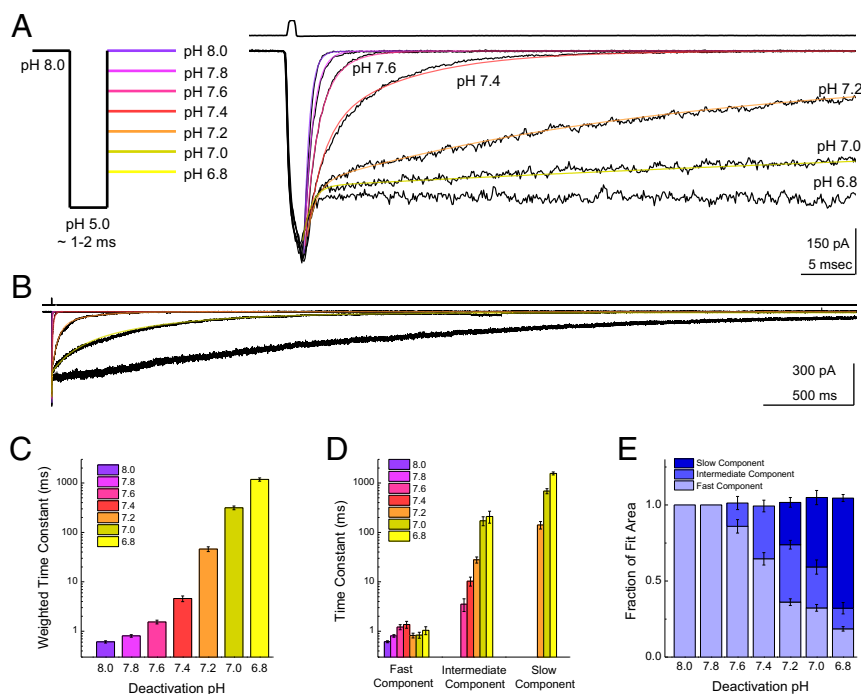 A
pH 8.0
pH 8.0
pH 7.8
pH 7.6
pH 7.4
pH 7.2
pH 7.0
pH 6.8
pH 5.0
~ 1-2 ms
pH 7.6
pH 7.4
pH 7.2
pH 7.0
pH 6.8
150 pA
5 msec
B
300 pA
500 ms
C
Weighted Time Constant (ms)
1000
100
10
1
8.0
7.8
7.6
7.4
7.2
7.0
6.8
8.0 7.8 7.6 7.4 7.2 7.0 6.8
Deactivation pH
D
Time Constant (ms)
1000
100
10
1
8.0
7.8
7.6
7.4
7.2
7.0
6.8
Fast Component
Intermediate Component
Slow Component
E
Fraction of Fit Area
1.0
0.5
0.0
Slow Component
Intermediate Component
Fast Component
8.0 7.8 7.6 7.4 7.2 7.0 6.8
Deactivation pH